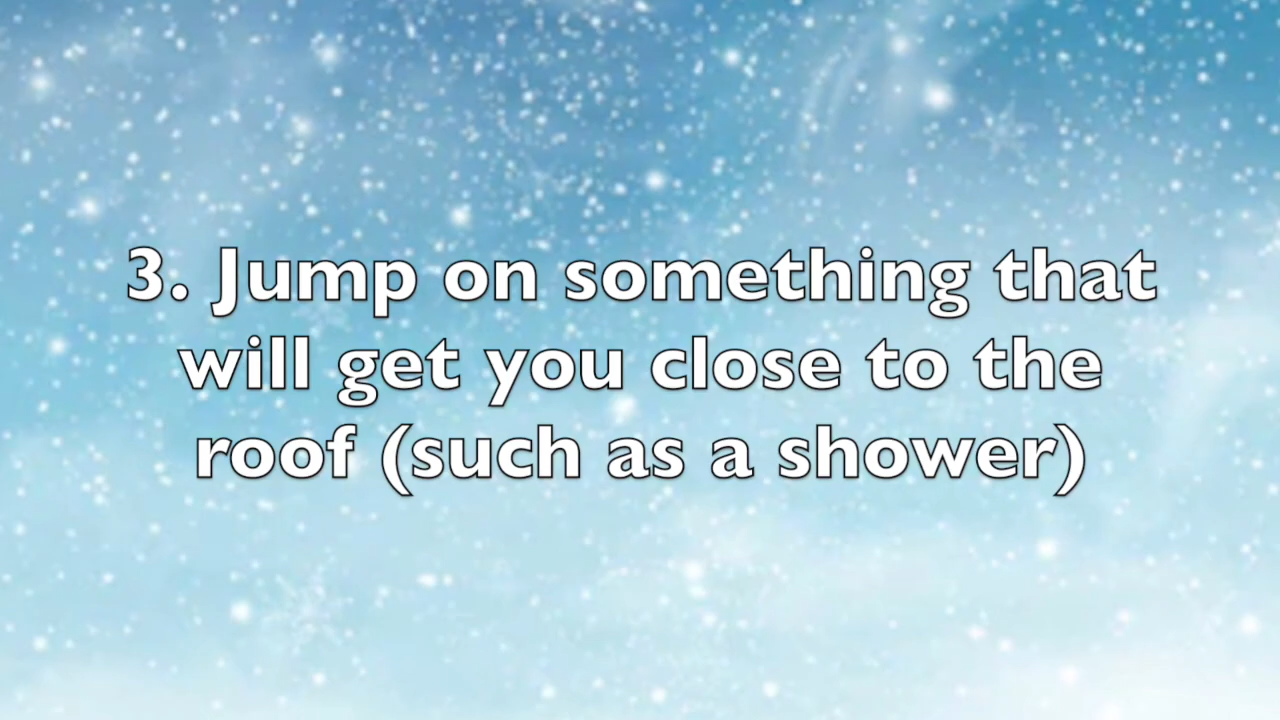 3. Jump on something that
will get you close to the
roof (such as a shower)